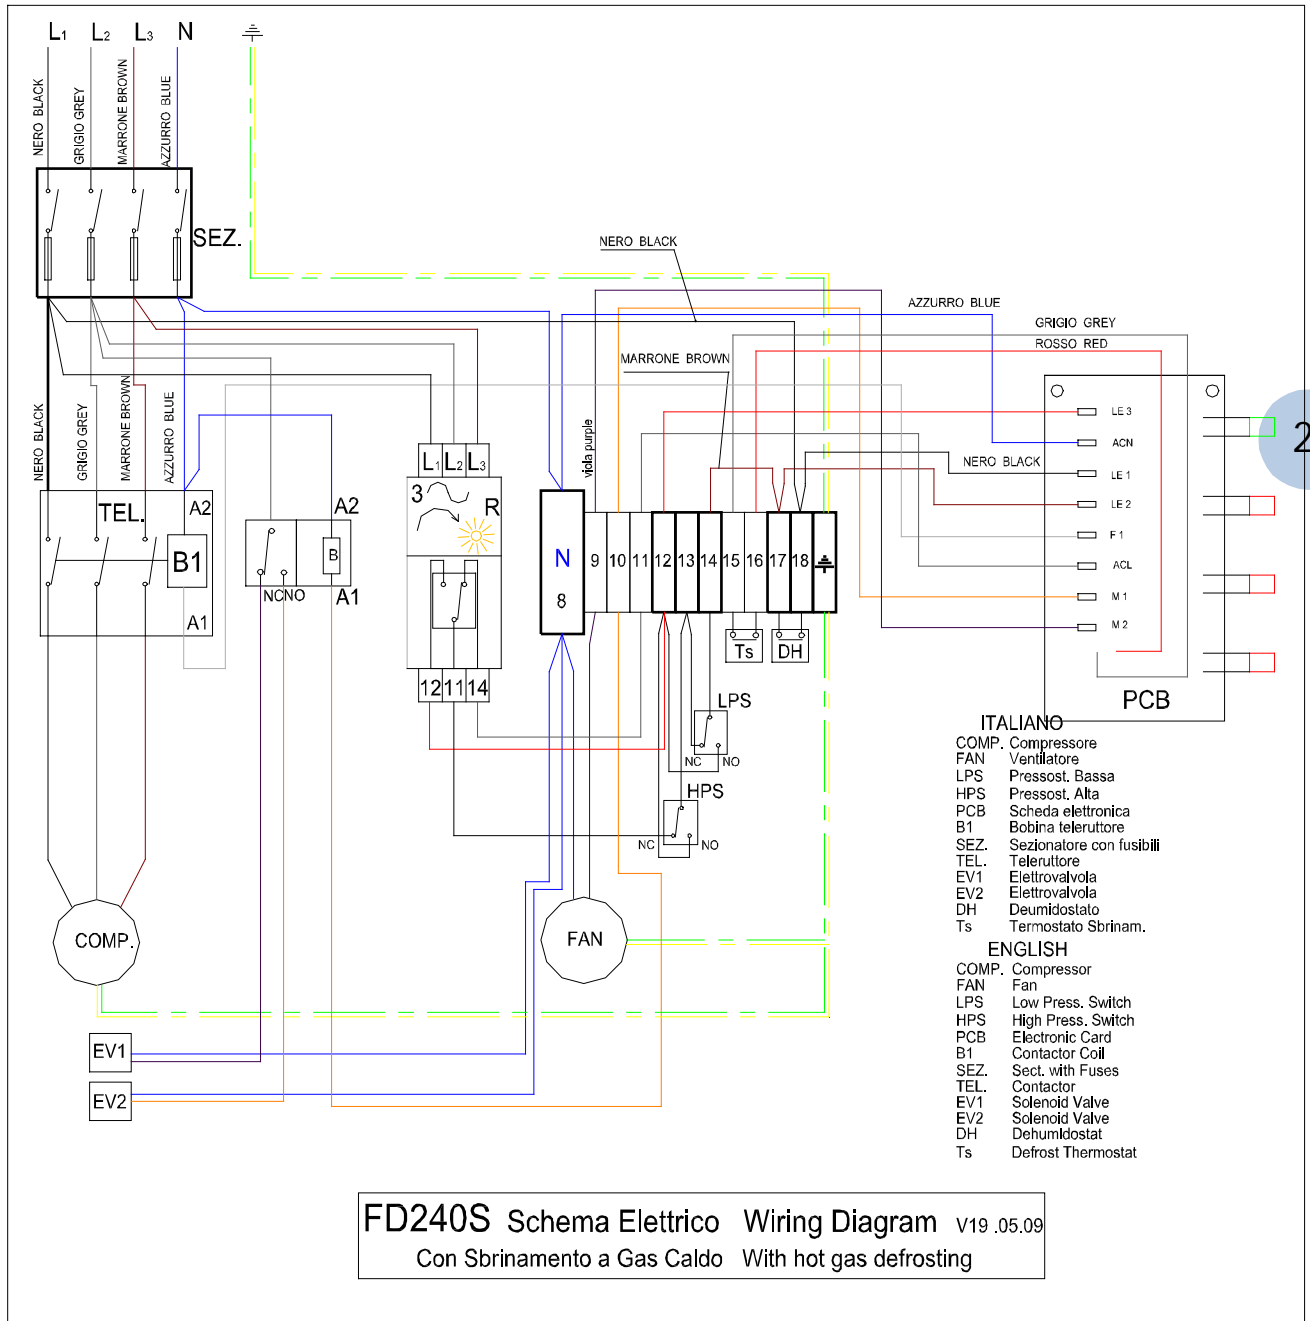 L1 L2 L3 N
NERO BLACK
GRIGIO GREY
MARRONE BROWN
AZZURRO BLUE
SEZ.
NERO BLACK
AZZURRO BLUE
GRIGIO GREY
ROSSO RED
MARRONE BROWN
NERO BLACK
GRIGIO GREY
MARRONE BROWN
AZZURRO BLUE
viola purple
NERO BLACK
2
LE 3
ACN
LE 1
LE 2
F 1
ACL
M 1
M 2
PCB
TEL.
A2
B1
A1
A2
B
A1
NC NO
L1 L2 L3
3
R
12 11 14
N
8
9 10 11 12 13 14 15 16 17 18
Ts
DH
LPS
NC
NO
HPS
NC
NO
COMP.
FAN
EV1
EV2
ITALIANO
COMP. Compressore
FAN Ventilatore
LPS Pressost. Bassa
HPS Pressost. Alta
PCB Scheda elettronica
B1 Bobina teleruttore
SEZ. Sezionatore con fusibili
TEL. Teleruttore
EV1 Elettrovalvola
EV2 Elettrovalvola
DH Deumidostato
Ts Termostato Sbrinam.
ENGLISH
COMP. Compressor
FAN Fan
LPS Low Press. Switch
HPS High Press. Switch
PCB Electronic Card
B1 Contactor Coil
SEZ. Sect. with Fuses
TEL. Contactor
EV1 Solenoid Valve
EV2 Solenoid Valve
DH Dehumidostat
Ts Defrost Thermostat
FD240S Schema Elettrico Wiring Diagram V19 .05.09
Con Sbrinamento a Gas Caldo With hot gas defrosting